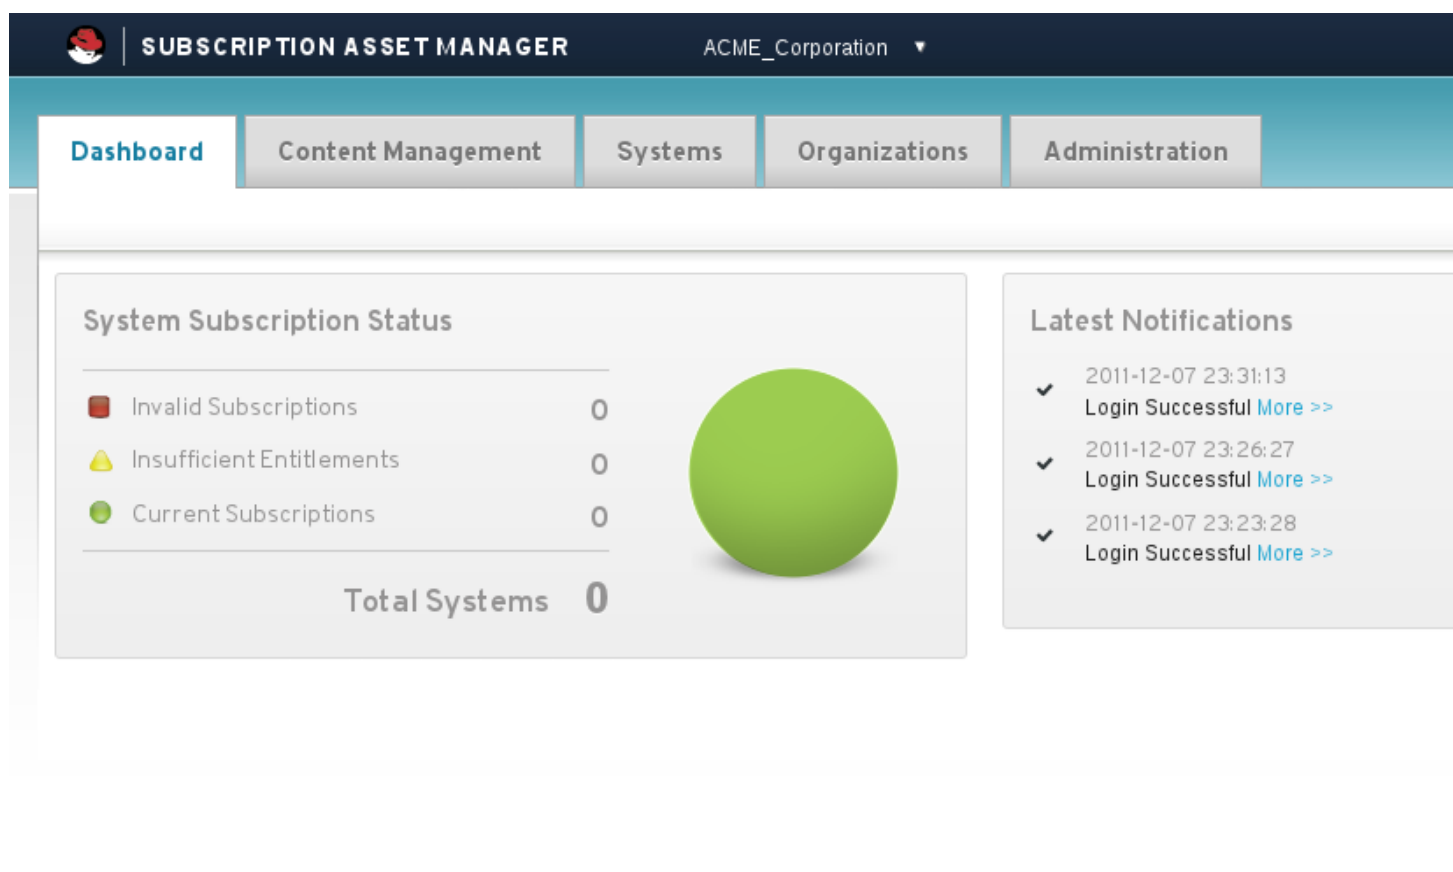 SUBSCRIPTION ASSET MANAGER
ACME_Corporation ▼
Dashboard
Content Management
Systems
Organizations
Administration
System Subscription Status
Invalid Subscriptions 0
Insufficient Entitlements 0
Current Subscriptions 0
Total Systems 0
Latest Notifications
2011-12-07 23:31:13
Login Successful More >>
2011-12-07 23:26:27
Login Successful More >>
2011-12-07 23:23:28
Login Successful More >>